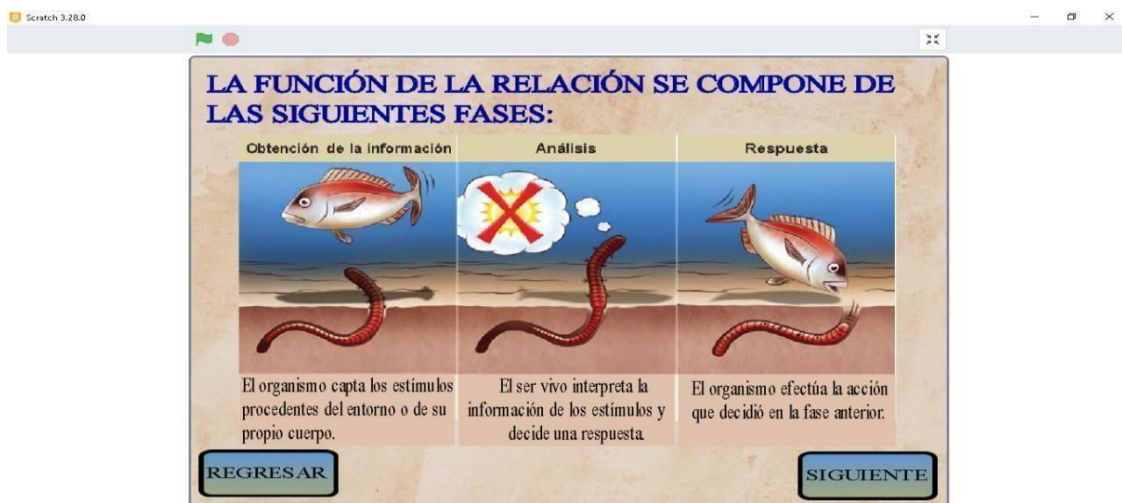 Scratch 3.28.0
LA FUNCIÓN DE LA RELACIÓN SE COMPONE DE
LAS SIGUIENTES FASES:
Obtención de la información
Análisis
Respuesta
El organismo capta los estímulos
procedentes del entorno o de su
propio cuerpo.
El ser vivo interpreta la
información de los estímulos y
decide una respuesta.
El organismo efectúa la acción
que decidió en la fase anterior.
REGRESAR
SIGUIENTE